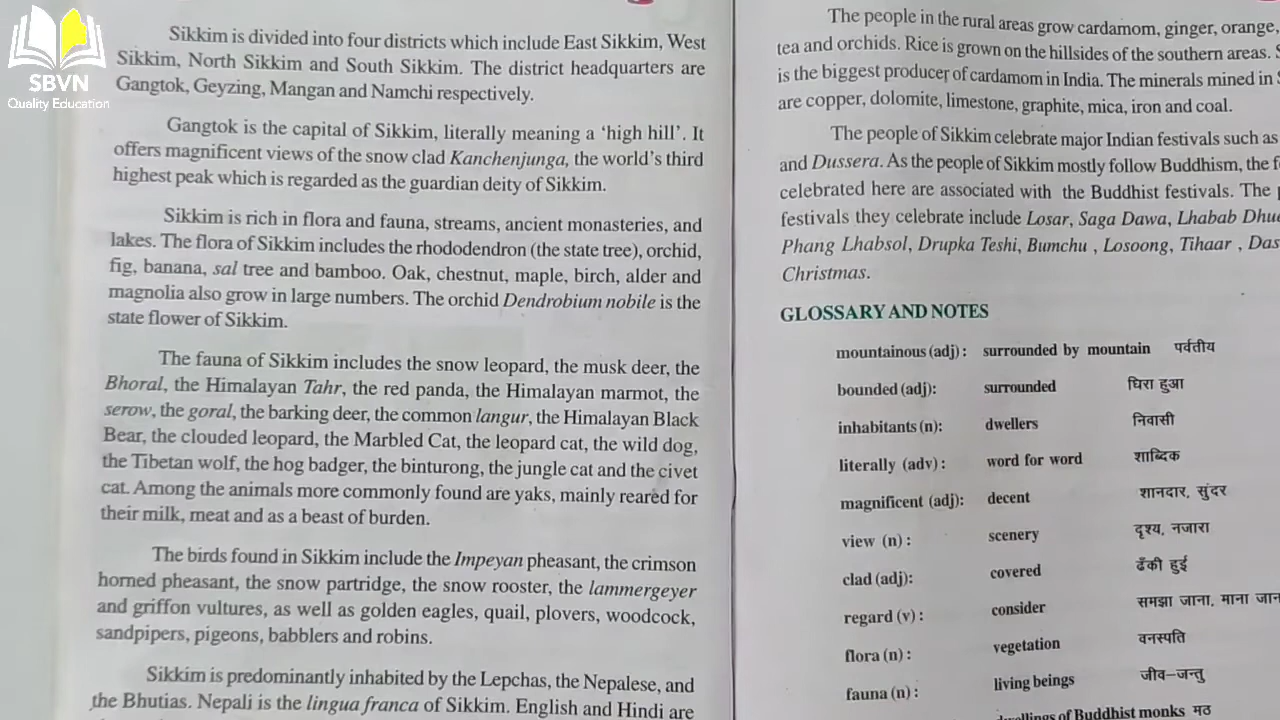 SBVN
Quality Education
Sikkim is divided into four districts which include East Sikkim, West
Sikkim, North Sikkim and South Sikkim. The district headquarters are
Gangtok, Geyzing, Mangan and Namchi respectively.
Gangtok is the capital of Sikkim, literally meaning a ‘high hill’. It
offers magnificent views of the snow clad Kanchenjunga, the world’s third
highest peak which is regarded as the guardian deity of Sikkim.
Sikkim is rich in flora and fauna, streams, ancient monasteries, and
lakes. The flora of Sikkim includes the rhododendron (the state tree), orchid,
fig, banana, sal tree and bamboo. Oak, chestnut, maple, birch, alder and
magnolia also grow in large numbers. The orchid Dendrobium nobile is the
state flower of Sikkim.
The fauna of Sikkim includes the snow leopard, the musk deer, the
Bhoral, the Himalayan Tahr, the red panda, the Himalayan marmot, the
serow, the goral, the barking deer, the common langur, the Himalayan Black
Bear, the clouded leopard, the Marbled Cat, the leopard cat, the wild dog,
the Tibetan wolf, the hog badger, the binturong, the jungle cat and the civet
cat. Among the animals more commonly found are yaks, mainly reared for
their milk, meat and as a beast of burden.
The birds found in Sikkim include the Impeyan pheasant, the crimson
horned pheasant, the snow partridge, the snow rooster, the lammergeyer
and griffon vultures, as well as golden eagles, quail, plovers, woodcock,
sandpipers, pigeons, babblers and robins.
Sikkim is predominantly inhabited by the Lepchas, the Nepalese, and
the Bhutias. Nepali is the lingua franca of Sikkim. English and Hindi are
The people in the rural areas grow cardamom, ginger, orange,
tea and orchids. Rice is grown on the hillsides of the southern areas.
is the biggest producer of cardamom in India. The minerals mined in
are copper, dolomite, limestone, graphite, mica, iron and coal.
The people of Sikkim celebrate major Indian festivals such as
and Dussera. As the people of Sikkim mostly follow Buddhism, the
celebrated here are associated with the Buddhist festivals. The
festivals they celebrate include Losar, Saga Dawa, Lhabab
Phang Lhabsol, Drupka Teshi, Bumchu , Losoong, Tihaar ,
Christmas.
GLOSSARY AND NOTES
mountainous (adj) : surrounded by mountain पर्वतीय
bounded (adj): surrounded घिरा हुआ
inhabitants (n): dwellers निवासी
literally (adv) : word for word शाब्दिक
magnificent (adj): decent शानदार, सुंदर
view (n) : scenery दृश्य, नजारा
clad (adj): covered ढँकी हुई
regard (v) : consider समझा जाना, माना
flora (n) : vegetation वनस्पति
fauna (n) : living beings जीव–जन्तु
dwellings of Buddhist monks मठ